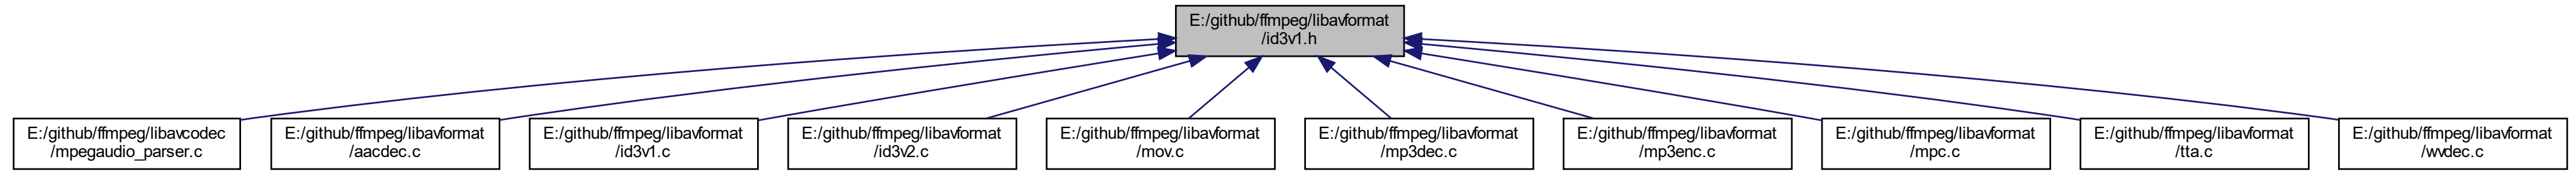 E:/github/ffmpeg/libavformat
/id3v1.h
E:/github/ffmpeg/libavcodec
/mpegaudio_parser.c
E:/github/ffmpeg/libavformat
/aacdec.c
E:/github/ffmpeg/libavformat
/id3v1.c
E:/github/ffmpeg/libavformat
/id3v2.c
E:/github/ffmpeg/libavformat
/mov.c
E:/github/ffmpeg/libavformat
/mp3dec.c
E:/github/ffmpeg/libavformat
/mp3enc.c
E:/github/ffmpeg/libavformat
/mpc.c
E:/github/ffmpeg/libavformat
/tta.c
E:/github/ffmpeg/libavformat
/wvdec.c